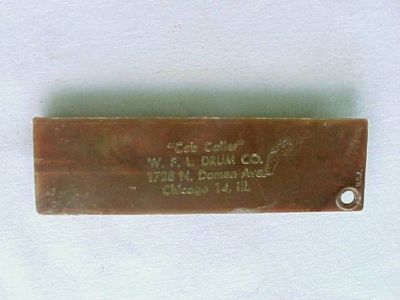 "Cab Caller"
W. F. L. DRUM CO.
1728 N. Damen Ave.
Chicago 14, Ill.